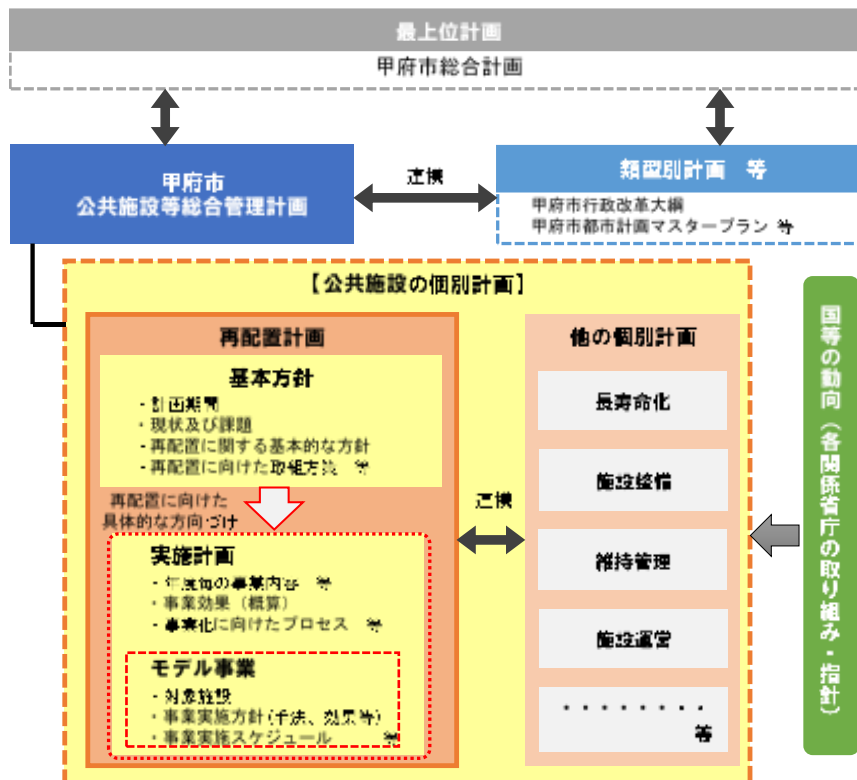 最上位計画
甲府市総合計画
甲府市
公共施設等総合管理計画
連携
類型別計画　等
甲府市行政改革大綱
甲府市都市計画マスタープラン 等
【公共施設の個別計画】
再配置計画
基本方針
・計画期間
・現状及び課題
・再配置に関する基本的な方針
・再配置に向けた取組方策　等
再配置に向けた
具体的な方向づけ
実施計画
・年度毎の事業内容　等
・事業効果（概算）
・事業化に向けたプロセス　等
モデル事業
・対象施設
・事業実施方針(手法、効果等)
・事業実施スケジュール　　等
連携
他の個別計画
長寿命化
施設整備
維持管理
施設運営
・・・・・・・・
等
国等の動向（各関係省庁の取り組み・指針）